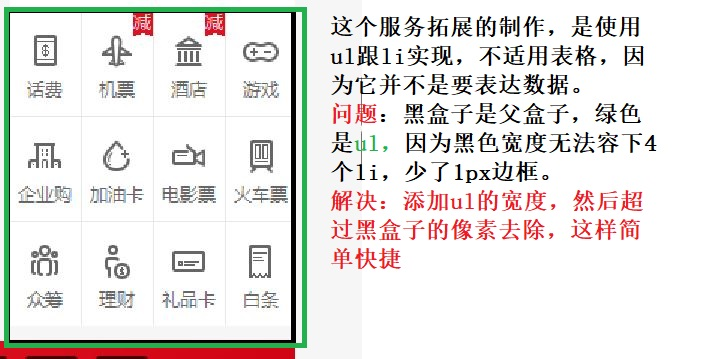 减 减
话费 机票 酒店 游戏
企业购 加油卡 电影票 火车票
众筹 理财 礼品卡 白条
这个服务拓展的制作，是使用
ul跟li实现，不适用表格，因
为它并不是要表达数据。
问题：黑盒子是父盒子，绿色
是ul，因为黑色宽度无法容下4
个li，少了1px边框。
解决：添加ul的宽度，然后超
过黑盒子的像素去除，这样简
单快捷